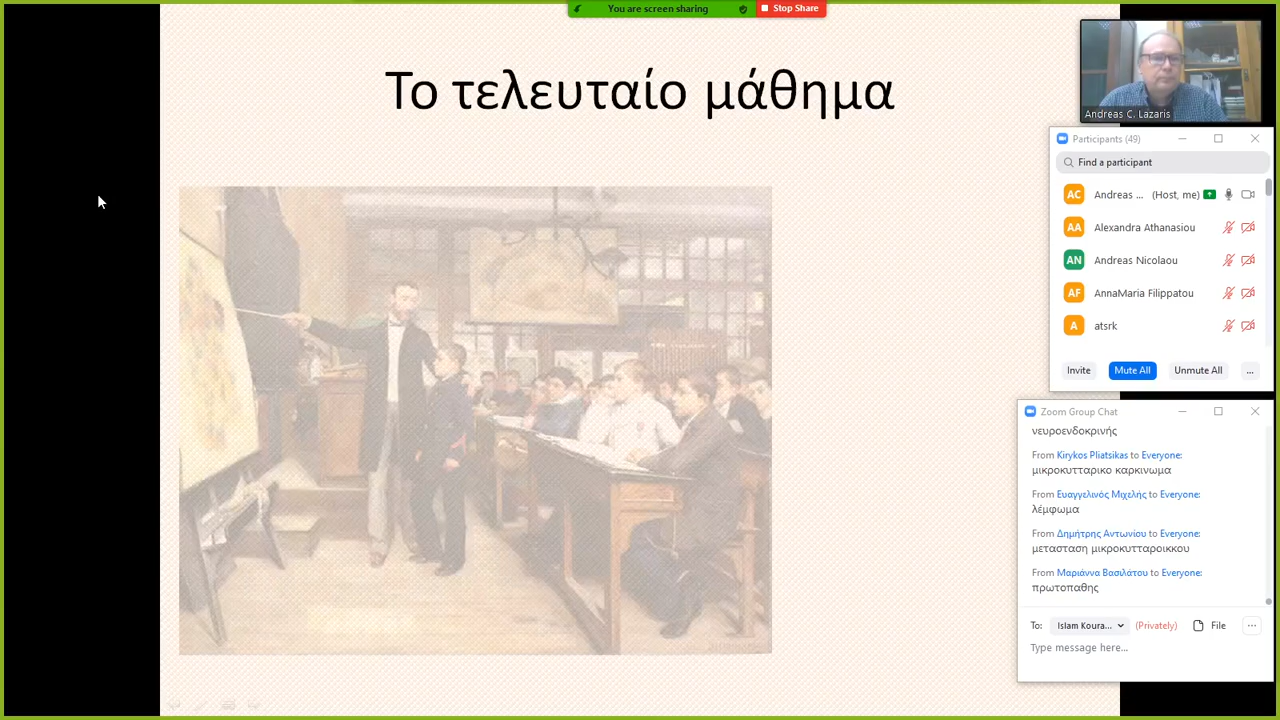 You are screen sharing
Stop Share
Το τελευταίο μάθημα
Andreas C. Lazaris
Participants (49)
Find a participant
AC Andreas ... (Host, me)
AA Alexandra Athanasiou
AN Andreas Nicolaou
AF AnnaMaria Filippatou
A atsrk
Invite Mute All Unmute All ...
Zoom Group Chat
νευροενδοκρινής
From Kirykos Pliatsikas to Everyone:
μικροκυτταρικο καρκινωμα
From Ευαγγελινός Μιχελής to Everyone:
λέμφωμα
From Δημήτρης Αντωνίου to Everyone:
μετασταση μικροκυτταροικκου
From Μαριάννα Βασιλάτου to Everyone:
πρωτοπαθης
To: Islam Koura... (Privately) File ...
Type message here...